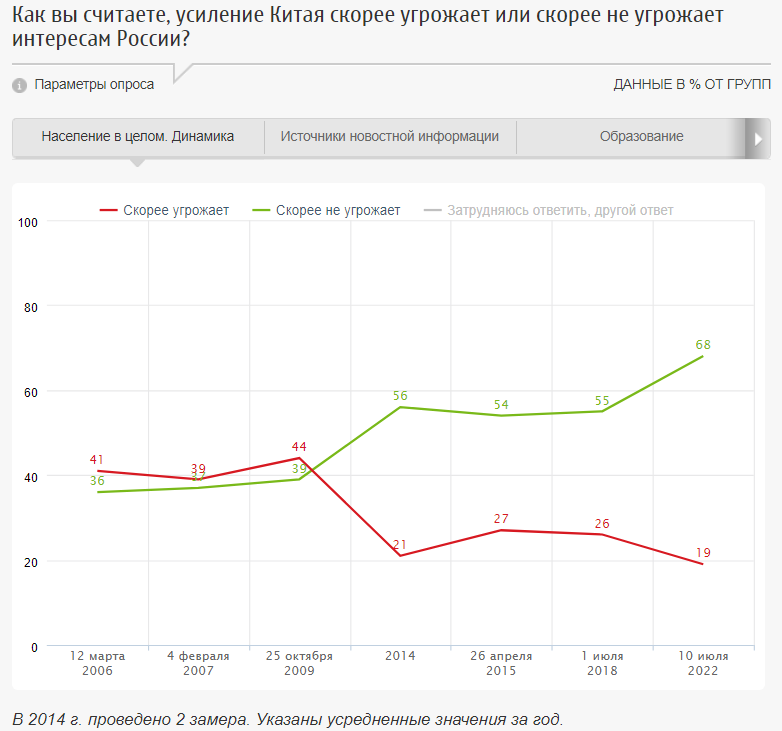 Как вы считаете, усиление Китая скорее угрожает или скорее не угрожает
интересам России?
Параметры опроса
ДАННЫЕ В % ОТ ГРУПП
Население в целом. Динамика
Источники новостной информации
Образование
Скорее угрожает
Скорее не угрожает
Затрудняюсь ответить, другой ответ
100
80
60
40
20
0
41
39
44
21
27
26
19
36
37
39
56
54
55
68
12 марта
2006
4 февраля
2007
25 октября
2009
2014
26 апреля
2015
1 июля
2018
10 июля
2022
В 2014 г. проведено 2 замера. Указаны усредненные значения за год.